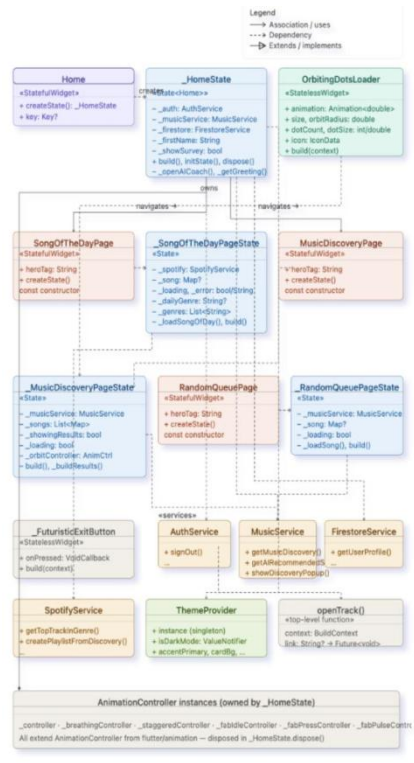 Legend
Association / uses
Dependency
Extends / implements
Home
«StatefulWidget»
+ createState(): _HomeState
+ key: Key?
creates
_HomeState
«State<Home>»
− _auth: AuthService
− _musicService: MusicService
− _firestore: FirestoreService
− _firstName: String
− _showSurvey: bool
+ build(), initState(), dispose()
− _openAICoach(), _getGreeting()
OrbitingDotsLoader
«StatelessWidget»
+ animation: Animation<double>
+ size, orbitRadius: double
+ dotCount, dotSize: int/double
+ icon: IconData
+ build(context)
owns
navigates →
navigates →
SongOfTheDayPage
«StatefulWidget»
+ heroTag: String
+ createState()
const constructor
_SongOfTheDayPageState
«State»
− _spotify: SpotifyService
− _song: Map?
− _loading, _error: bool/String
− _dailyGenre: String?
− _genres: List<String>
− _loadSongOfDay(), build()
MusicDiscoveryPage
«StatefulWidget»
+ heroTag: String
+ createState()
const constructor
_MusicDiscoveryPageState
«State»
− _musicService: MusicService
− _songs: List<Map>
− _showingResults: bool
− _loading: bool
− _orbitController: AnimCtrl
− build(), _buildResults()
RandomQueuePage
«StatefulWidget»
+ heroTag: String
+ createState()
const constructor
_RandomQueuePageState
«State»
− _musicService: MusicService
− _song: Map?
− _loading: bool
− _loadSong(), build()
_FuturisticExitButton
«StatelessWidget»
+ onPressed: VoidCallback
+ build(context)
«services»
AuthService
+ signOut()
...
MusicService
+ getMusicDiscovery()
+ getAIRecommendedS
+ showDiscoveryPopup()
FirestoreService
+ getUserProfile()
...
SpotifyService
+ getTopTrackInGenre()
+ createPlaylistFromDiscovery()
...
ThemeProvider
+ instance (singleton)
+ isDarkMode: ValueNotifier
+ accentPrimary, cardBg, ...
openTrack()
«top-level function»
context: BuildContext
link: String? → Future<void>
AnimationController instances (owned by _HomeState)
_controller · _breathingController · _staggeredController · _fabIdleController · _fabPressController · _fabPulseContro
All extend AnimationController from flutter/animation — disposed in _HomeState.dispose()